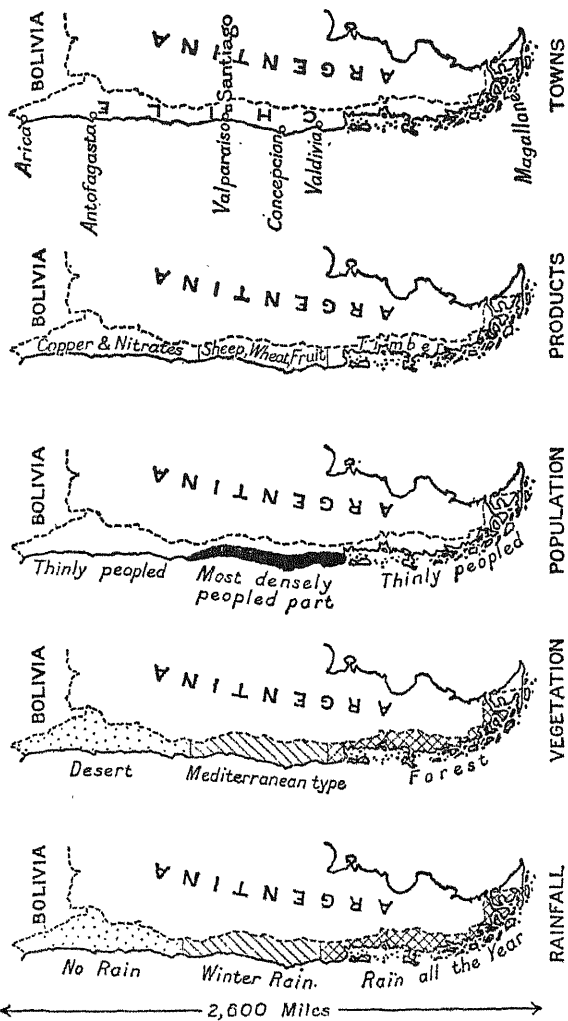 BOLIVIA
ARGENTINA
CHILE
Santiago
Arica
Antofagasta
Valparaiso
Concepcion
Valdivia
Magallanes
TOWNS
BOLIVIA
ARGENTINA
Copper & Nitrates
Sheep, Wheat, Fruit
Timber
PRODUCTS
BOLIVIA
ARGENTINA
Thinly peopled
Most densely
peopled part
Thinly peopled
POPULATION
BOLIVIA
ARGENTINA
Desert
Mediterranean type
Forest
VEGETATION
BOLIVIA
ARGENTINA
No Rain
Winter Rain.
Rain all the Year
RAINFALL
2,600 Miles